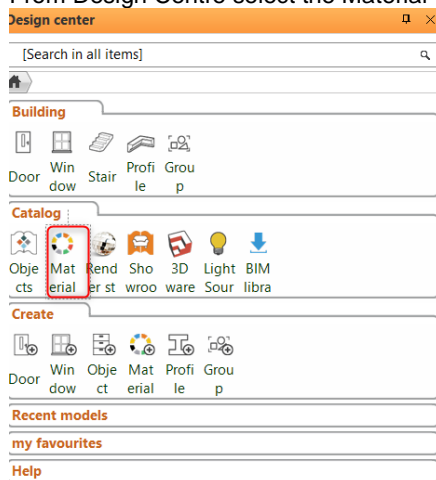 From Design Centre select the Material
Design center
[Search in all items]
Building
Door Win dow Stair Profi le Grou p
Catalog
Obje cts Mat erial Rend er st Sho wroo 3D ware Light Sour BIM libra
Create
Door Win dow Obje ct Mat erial Profi le Grou p
Recent models
my favourites
Help